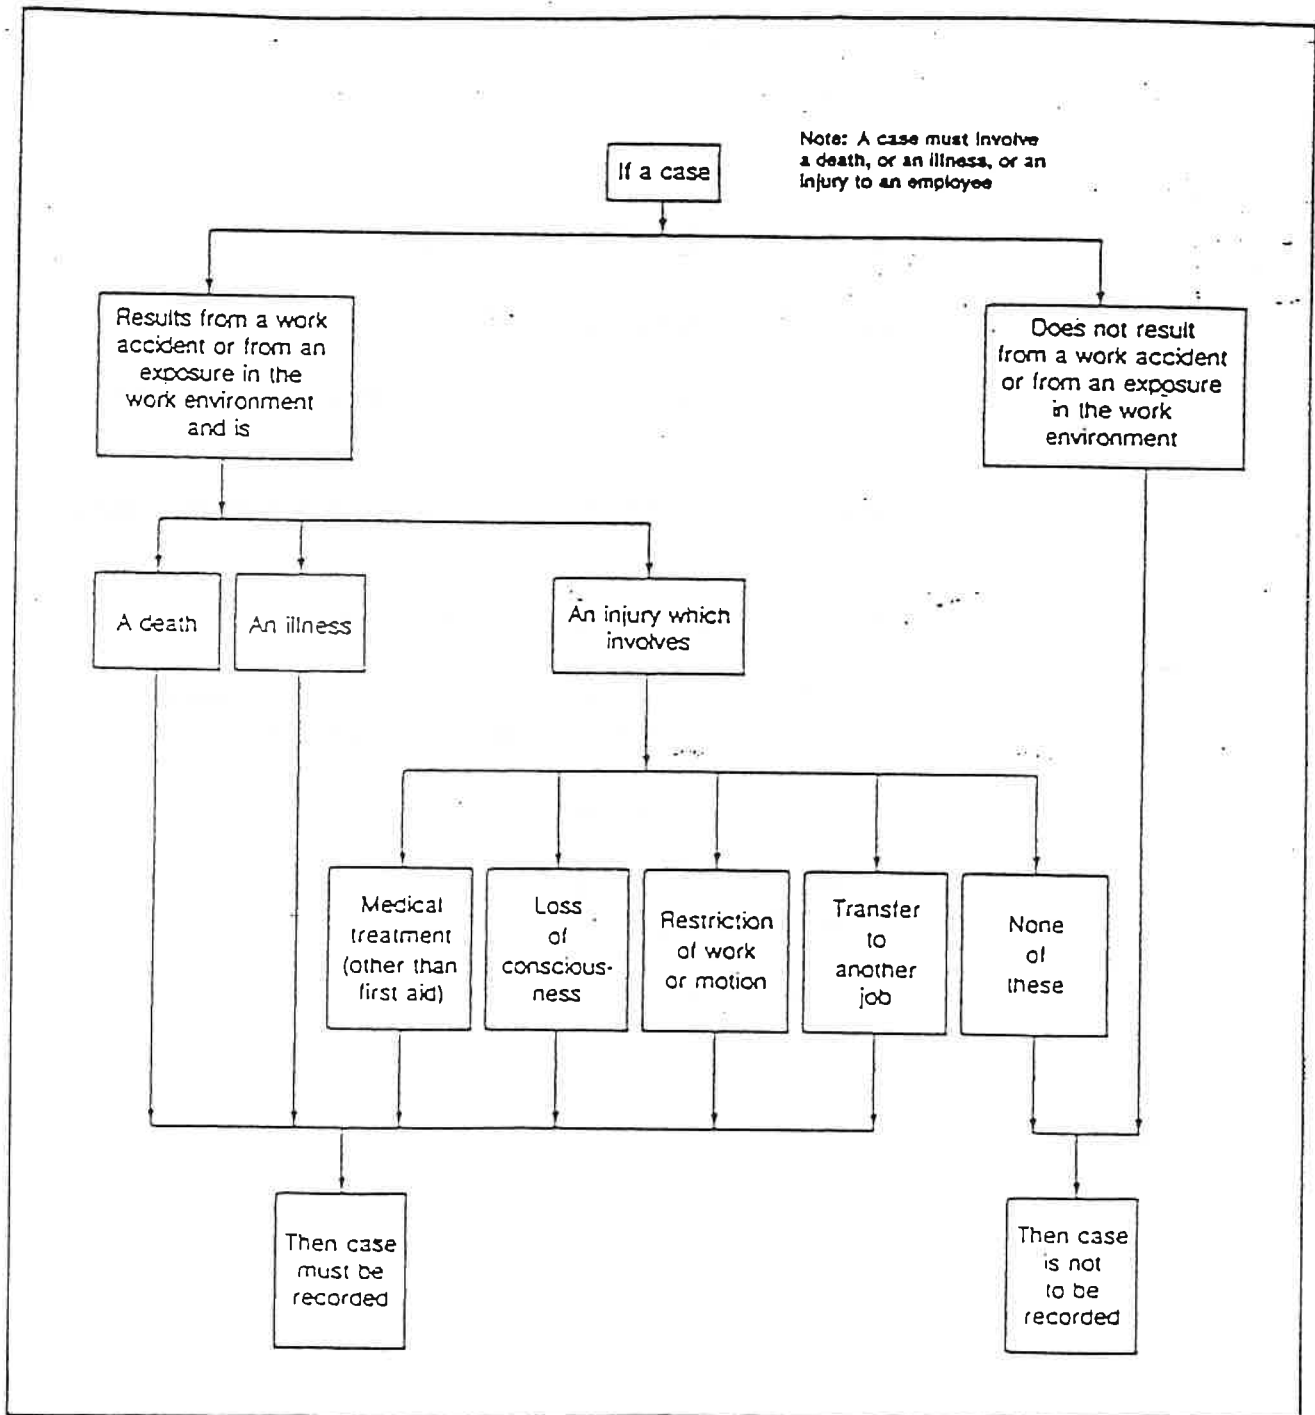 Note: A case must involve
a death, or an illness, or an
injury to an employee
If a case
Results from a work
accident or from an
exposure in the
work environment
and is
Does not result
from a work accident
or from an exposure
in the work
environment
A death
An illness
An injury which
involves
Medical
treatment
(other than
first aid)
Loss
of
conscious-
ness
Restriction
of work
or motion
Transfer
to
another
job
None
of
these
Then case
must be
recorded
Then case
is not
to be
recorded